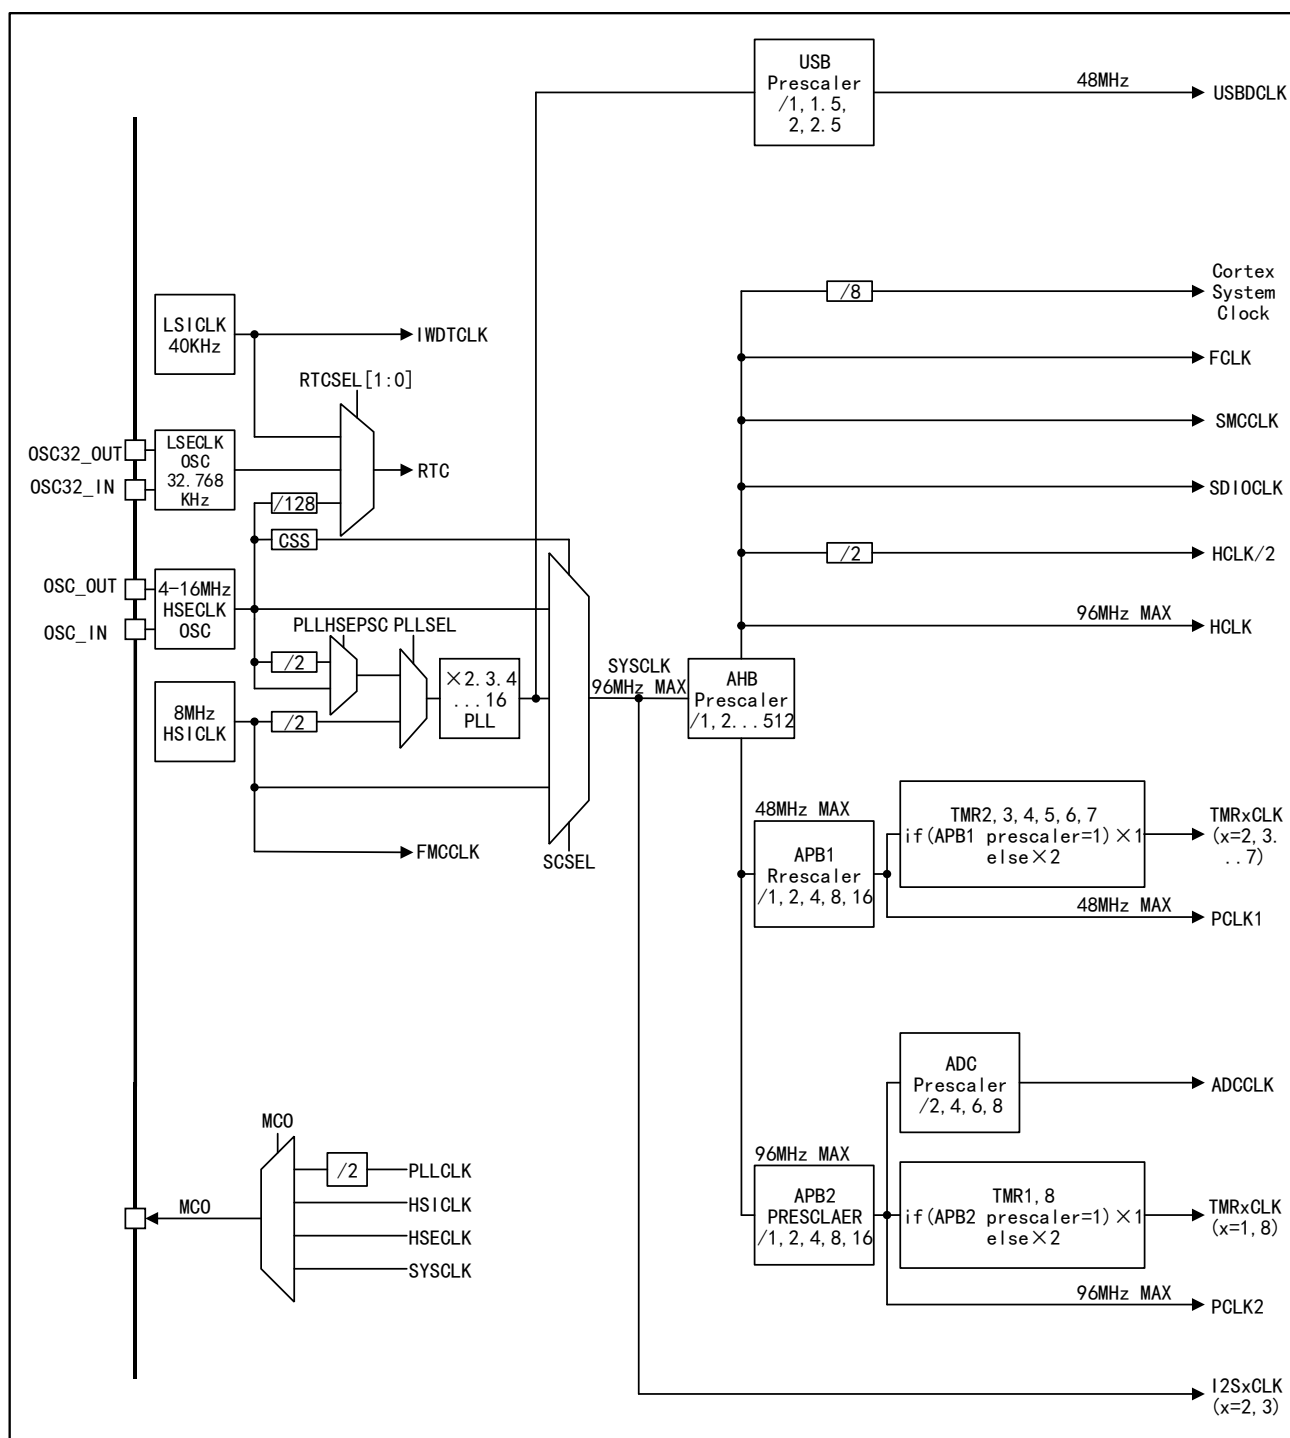 USB
Prescaler
/1, 1.5,
2, 2.5
48MHz
USBDCLK
Cortex
System
Clock
/8
LSICLK
40KHz
IWDTCLK
FCLK
RTCSEL[1:0]
SMCCLK
OSC32_OUT
OSC32_IN
LSECLK
OSC
32.768
KHz
RTC
SDIOCLK
/128
CSS
/2
HCLK/2
OSC_OUT
OSC_IN
4-16MHz
HSECLK
OSC
96MHz MAX
HCLK
PLLHSEPSC
PLLSEL
/2
×2.3.4
...16
PLL
SYSCLK
96MHz MAX
AHB
Prescaler
/1, 2...512
8MHz
HSICLK
/2
FMCCLK
SCSEL
48MHz MAX
APB1
Rrescaler
/1, 2, 4, 8, 16
TMR2, 3, 4, 5, 6, 7
if(APB1 prescaler=1)×1
else×2
TMRxCLK
(x=2, 3.
..7)
48MHz MAX
PCLK1
ADC
Prescaler
/2, 4, 6, 8
ADCCLK
MCO
/2
PLLCLK
HSICLK
HSECLK
SYSCLK
MCO
96MHz MAX
APB2
PRESCLAER
/1, 2, 4, 8, 16
TMR1, 8
if(APB2 prescaler=1)×1
else×2
TMRxCLK
(x=1, 8)
96MHz MAX
PCLK2
I2SxCLK
(x=2, 3)